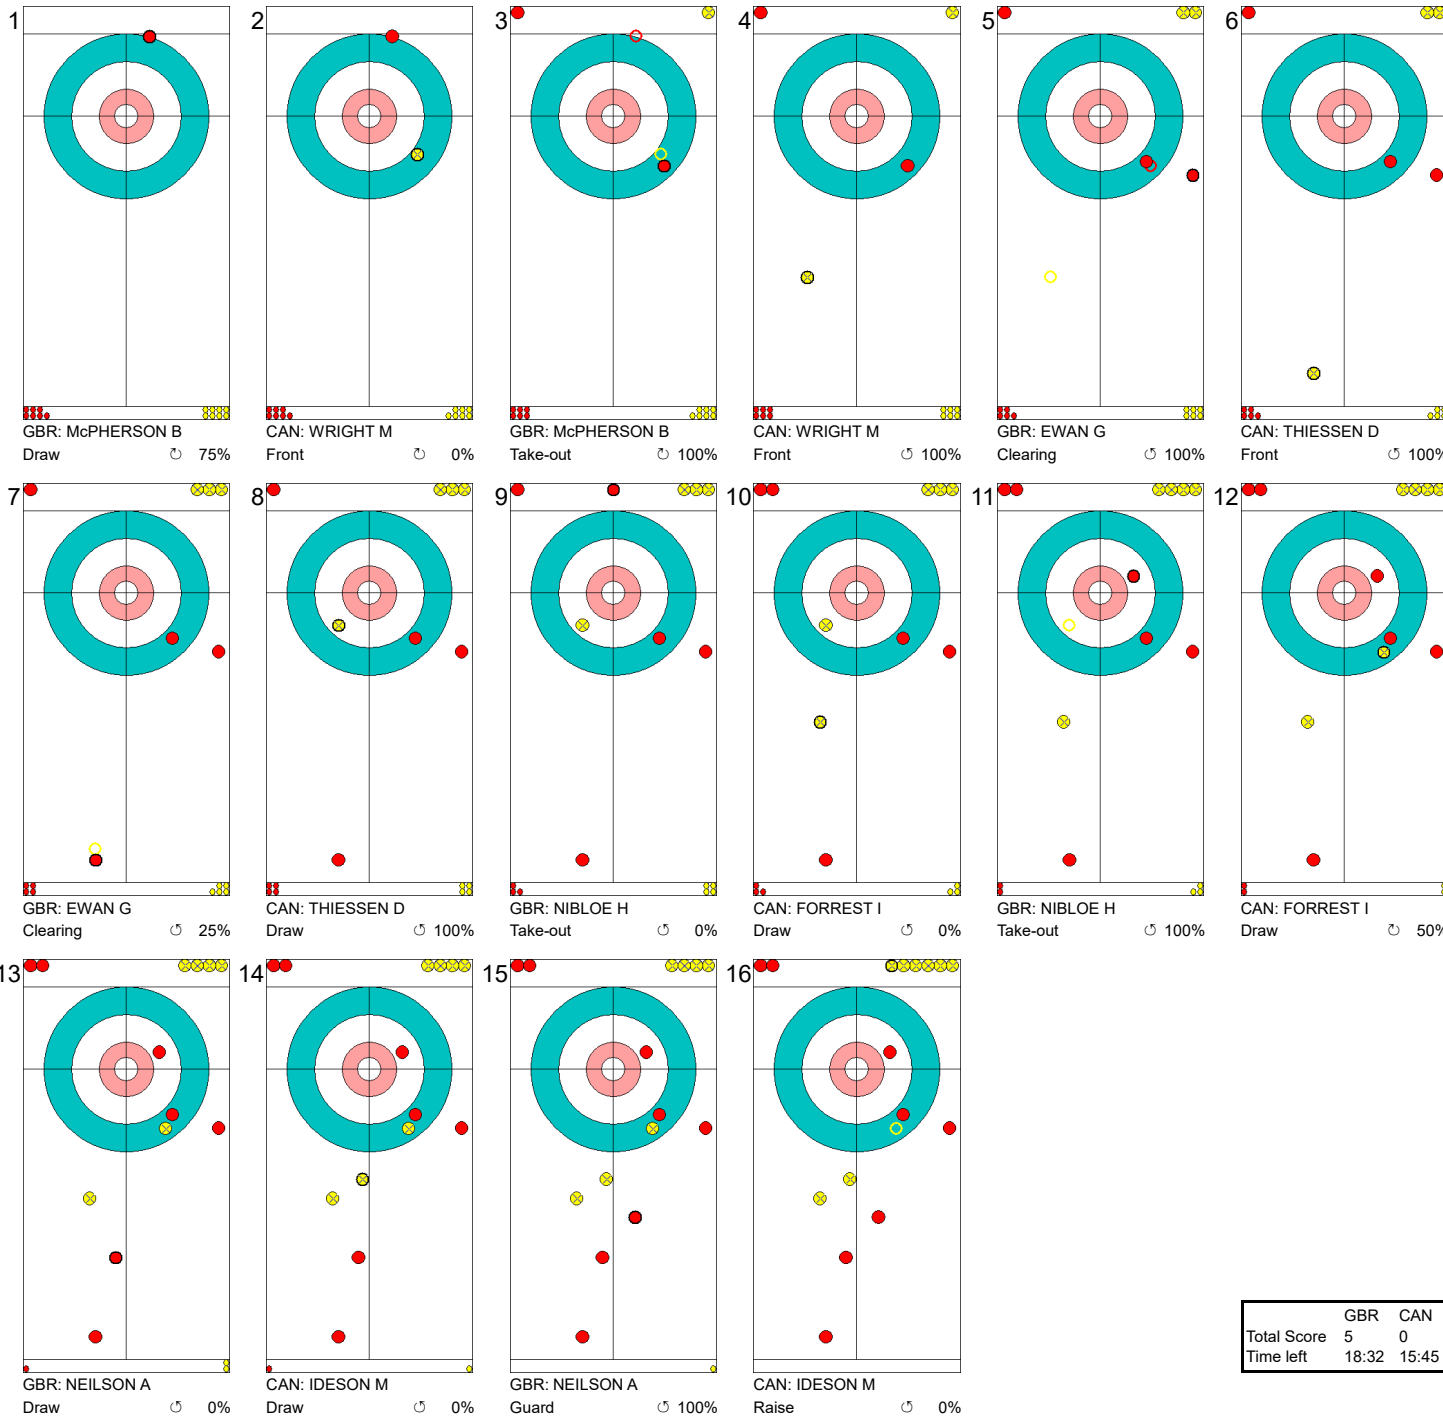 1 2 3 4 5 6
GBR: McPHERSON B CAN: WRIGHT M GBR: McPHERSON B CAN: WRIGHT M GBR: EWAN G CAN: THIESSEN D
Draw ↻ 75% Front ↻ 0% Take-out ↻ 100% Front ↺ 100% Clearing ↺ 100% Front ↺ 100%
7 8 9 10 11 12
GBR: EWAN G CAN: THIESSEN D GBR: NIBLOE H CAN: FORREST I GBR: NIBLOE H CAN: FORREST I
Clearing ↺ 25% Draw ↺ 100% Take-out ↺ 0% Draw ↺ 0% Take-out ↺ 100% Draw ↻ 50%
13 14 15 16
GBR: NEILSON A CAN: IDESON M GBR: NEILSON A CAN: IDESON M
Draw ↺ 0% Draw ↺ 0% Guard ↺ 100% Raise ↺ 0%
GBR CAN
Total Score 5 0
Time left 18:32 15:45